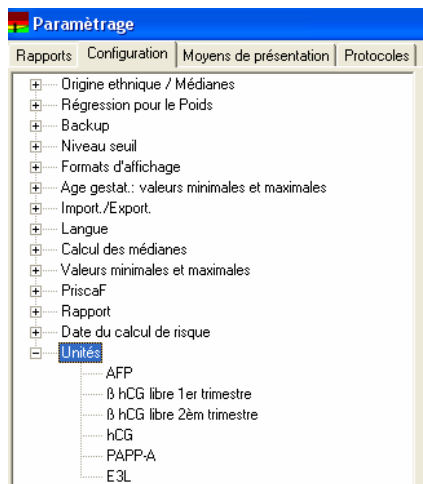 Paramètrage
Rapports Configuration Moyens de présentation Protocoles
Origine ethnique / Médianes
Régression pour le Poids
Backup
Niveau seuil
Formats d'affichage
Age gestat.: valeurs minimales et maximales
Import./Export.
Langue
Calcul des médianes
Valeurs minimales et maximales
PriscaF
Rapport
Date du calcul de risque
Unités
AFP
ß hCG libre 1er trimestre
ß hCG libre 2èm trimestre
hCG
PAPP-A
E3L